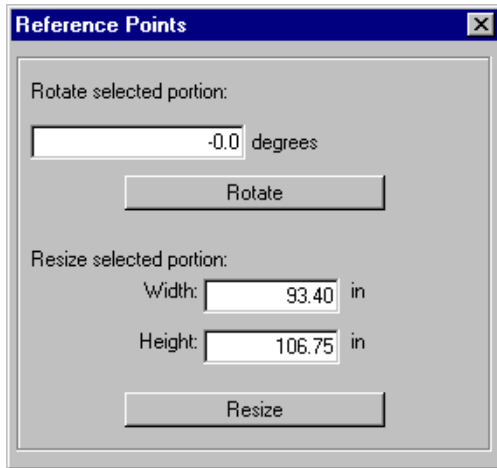 Reference Points
Rotate selected portion:
-0.0 degrees
Rotate
Resize selected portion:
Width: 93.40 in
Height: 106.75 in
Resize